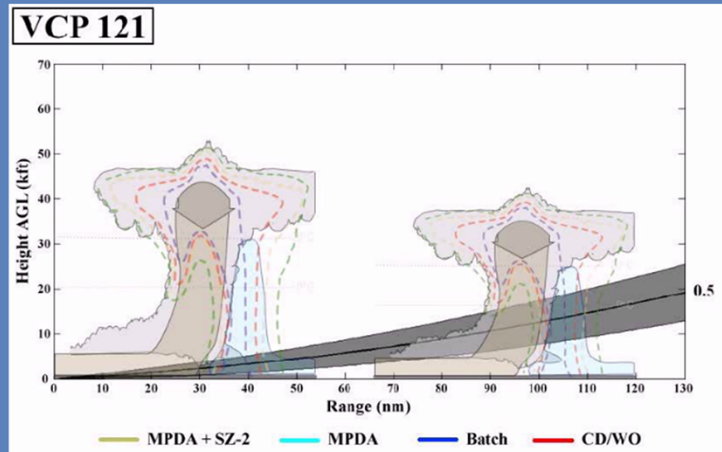 VCP 121
70
60
50
40
30
20
10
0
Height AGL (kft)
0.5
0 10 20 30 40 50 60 70 80 90 100 110 120 130
Range (nm)
MPDA + SZ-2 MPDA Batch CD/WO